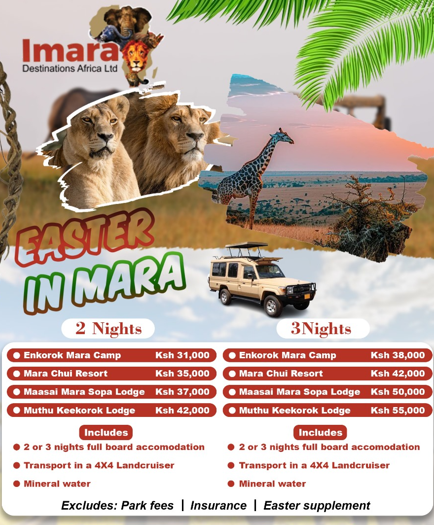 Imara
Destinations Africa Ltd
EASTER
IN MARA
2 Nights
Enkorok Mara Camp Ksh 31,000
Mara Chui Resort Ksh 35,000
Maasai Mara Sopa Lodge Ksh 37,000
Muthu Keekorok Lodge Ksh 42,000
Includes
2 or 3 nights full board accomodation
Transport in a 4X4 Landcruiser
Mineral water
3Nights
Enkorok Mara Camp Ksh 38,000
Mara Chui Resort Ksh 42,000
Maasai Mara Sopa Lodge Ksh 50,000
Muthu Keekorok Lodge Ksh 55,000
Includes
2 or 3 nights full board accomodation
Transport in a 4X4 Landcruiser
Mineral water
Excludes: Park fees | Insurance | Easter supplement